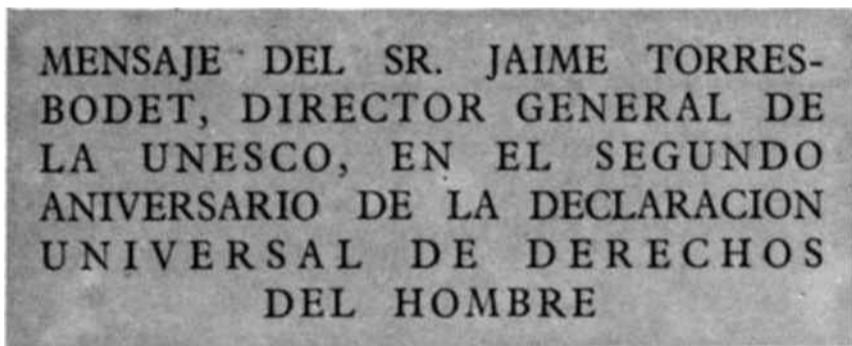 MENSAJE DEL SR. JAIME TORRES-
BODET, DIRECTOR GENERAL DE
LA UNESCO, EN EL SEGUNDO
ANIVERSARIO DE LA DECLARACION
UNIVERSAL DE DERECHOS
DEL HOMBRE